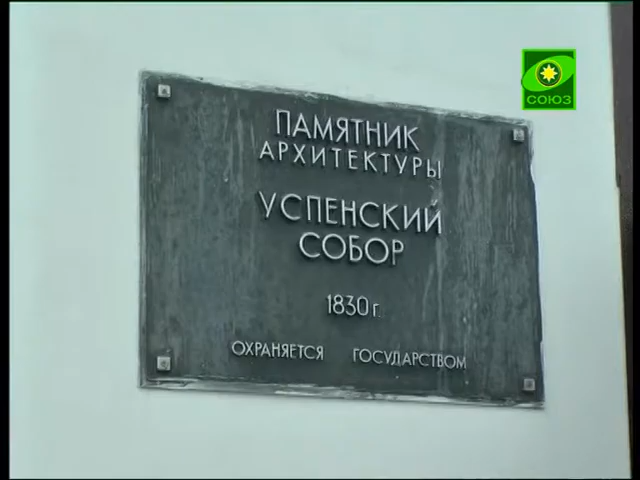 СОЮЗ
ПАМЯТНИК
АРХИТЕКТУРЫ
УСПЕНСКИЙ
СОБОР
1830 г.
ОХРАНЯЕТСЯ ГОСУДАРСТВОМ